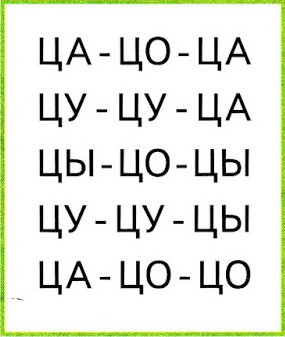 ЦА - ЦО - ЦА
ЦУ - ЦУ - ЦА
ЦЫ - ЦО - ЦЫ
ЦУ - ЦУ - ЦЫ
ЦА - ЦО - ЦО